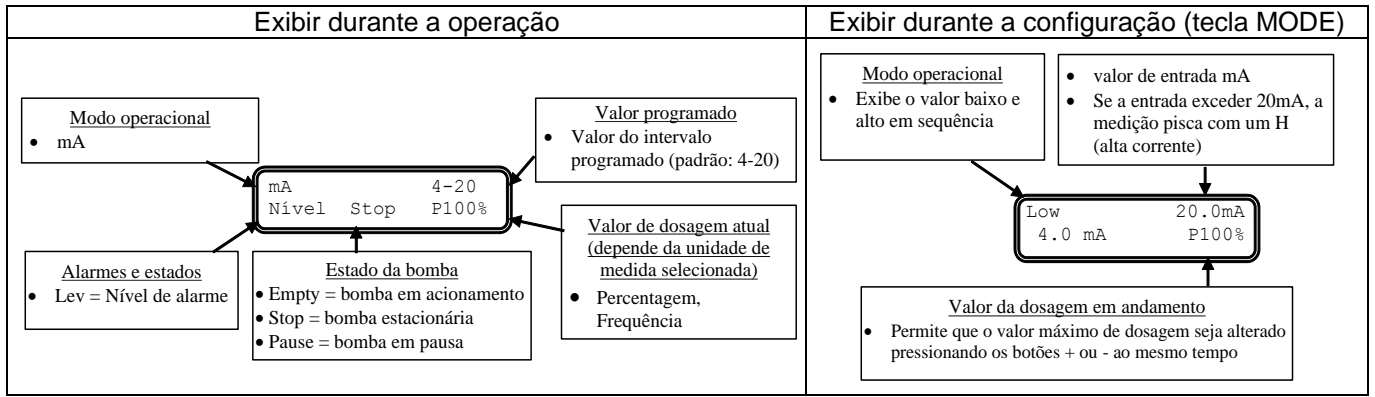 Exibir durante a operação
Modo operacional
• mA
Valor programado
• Valor do intervalo
programado (padrão: 4-20)
mA 4-20
Nível Stop P100%
Alarmes e estados
• Lev = Nível de alarme
Estado da bomba
• Empty = bomba em acionamento
• Stop = bomba estacionária
• Pause = bomba em pausa
Valor de dosagem atual
(depende da unidade de
medida selecionada)
• Percentagem,
Frequência
Exibir durante a configuração (tecla MODE)
Modo operacional
• Exibe o valor baixo e
alto em sequência
• valor de entrada mA
• Se a entrada exceder 20mA, a
medição pisca com um H
(alta corrente)
Low 20.0mA
4.0 mA P100%
Valor da dosagem em andamento
• Permite que o valor máximo de dosagem seja alterado
pressionando os botões + ou - ao mesmo tempo